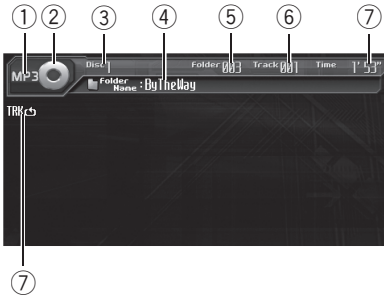 ① ② ③ ④ ⑤ ⑥ ⑦
MP3 Disc 1 Folder 003 Track 001 Time 1' 53"
Folder Name : ByTheWay
TRK
⑦